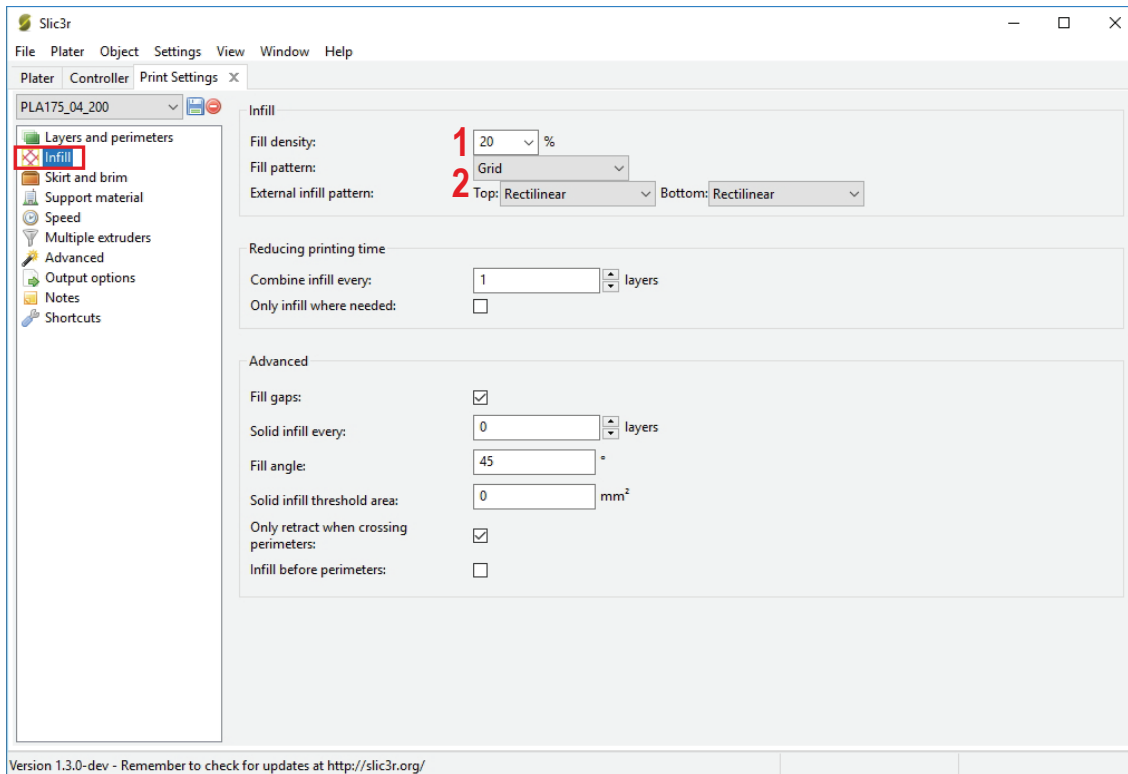 Slic3r
File Plater Object Settings View Window Help
Plater Controller Print Settings
PLA175_04_200
Layers and perimeters
Infill
Skirt and brim
Support material
Speed
Multiple extruders
Advanced
Output options
Notes
Shortcuts
Infill
Fill density: 1 20 %
Fill pattern: Grid
External infill pattern: 2 Top: Rectilinear Bottom: Rectilinear
Reducing printing time
Combine infill every: 1 layers
Only infill where needed:
Advanced
Fill gaps:
Solid infill every: 0 layers
Fill angle: 45 °
Solid infill threshold area: 0 mm²
Only retract when crossing
perimeters:
Infill before perimeters:
Version 1.3.0-dev - Remember to check for updates at http://slic3r.org/